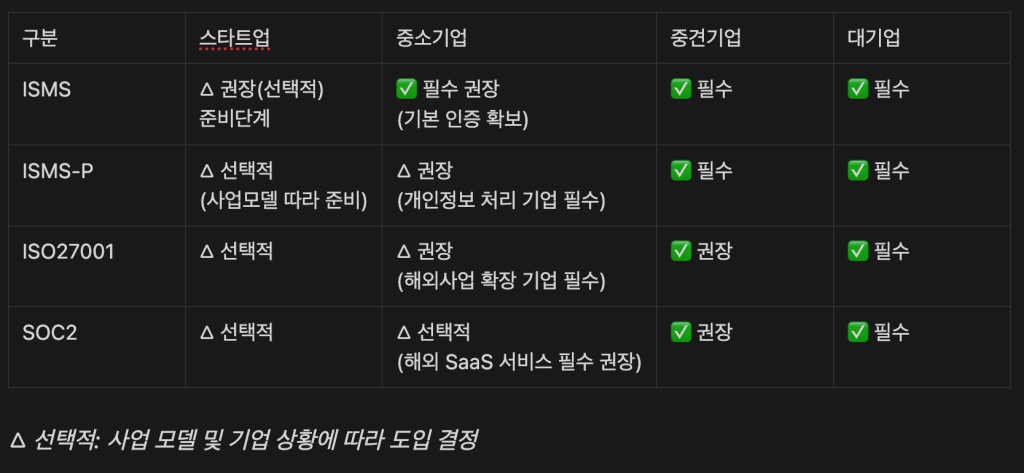 구분 스타트업 중소기업 중견기업 대기업
ISMS △ 권장(선택적) ✅ 필수 권장 ✅ 필수 ✅ 필수
준비단계 (기본 인증 확보)
ISMS-P △ 선택적 △ 권장 ✅ 필수 ✅ 필수
(사업모델 따라 준비) (개인정보 처리 기업 필수)
ISO27001 △ 선택적 △ 권장 ✅ 권장 ✅ 필수
(해외사업 확장 기업 필수)
SOC2 △ 선택적 △ 선택적 ✅ 권장 ✅ 필수
(해외 SaaS 서비스 필수 권장)
△ 선택적: 사업 모델 및 기업 상황에 따라 도입 결정